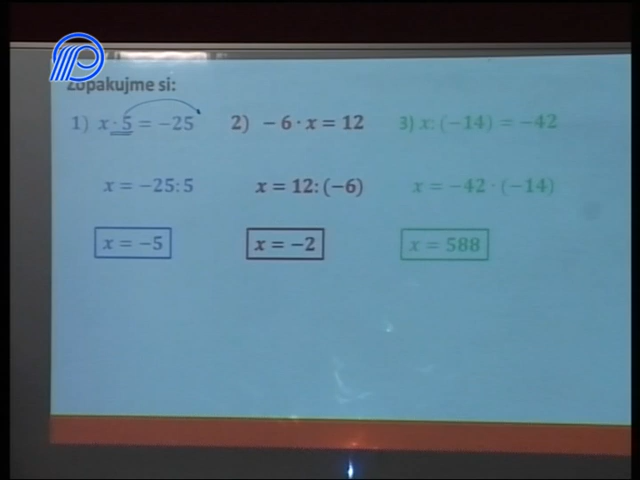 Zopakujme si:
1) x · 5 = −25
2) − 6 · x = 12
3) x: (−14) = −42
x = −25: 5
x = 12: (−6)
x = −42 · (−14)
x = −5
x = −2
x = 588